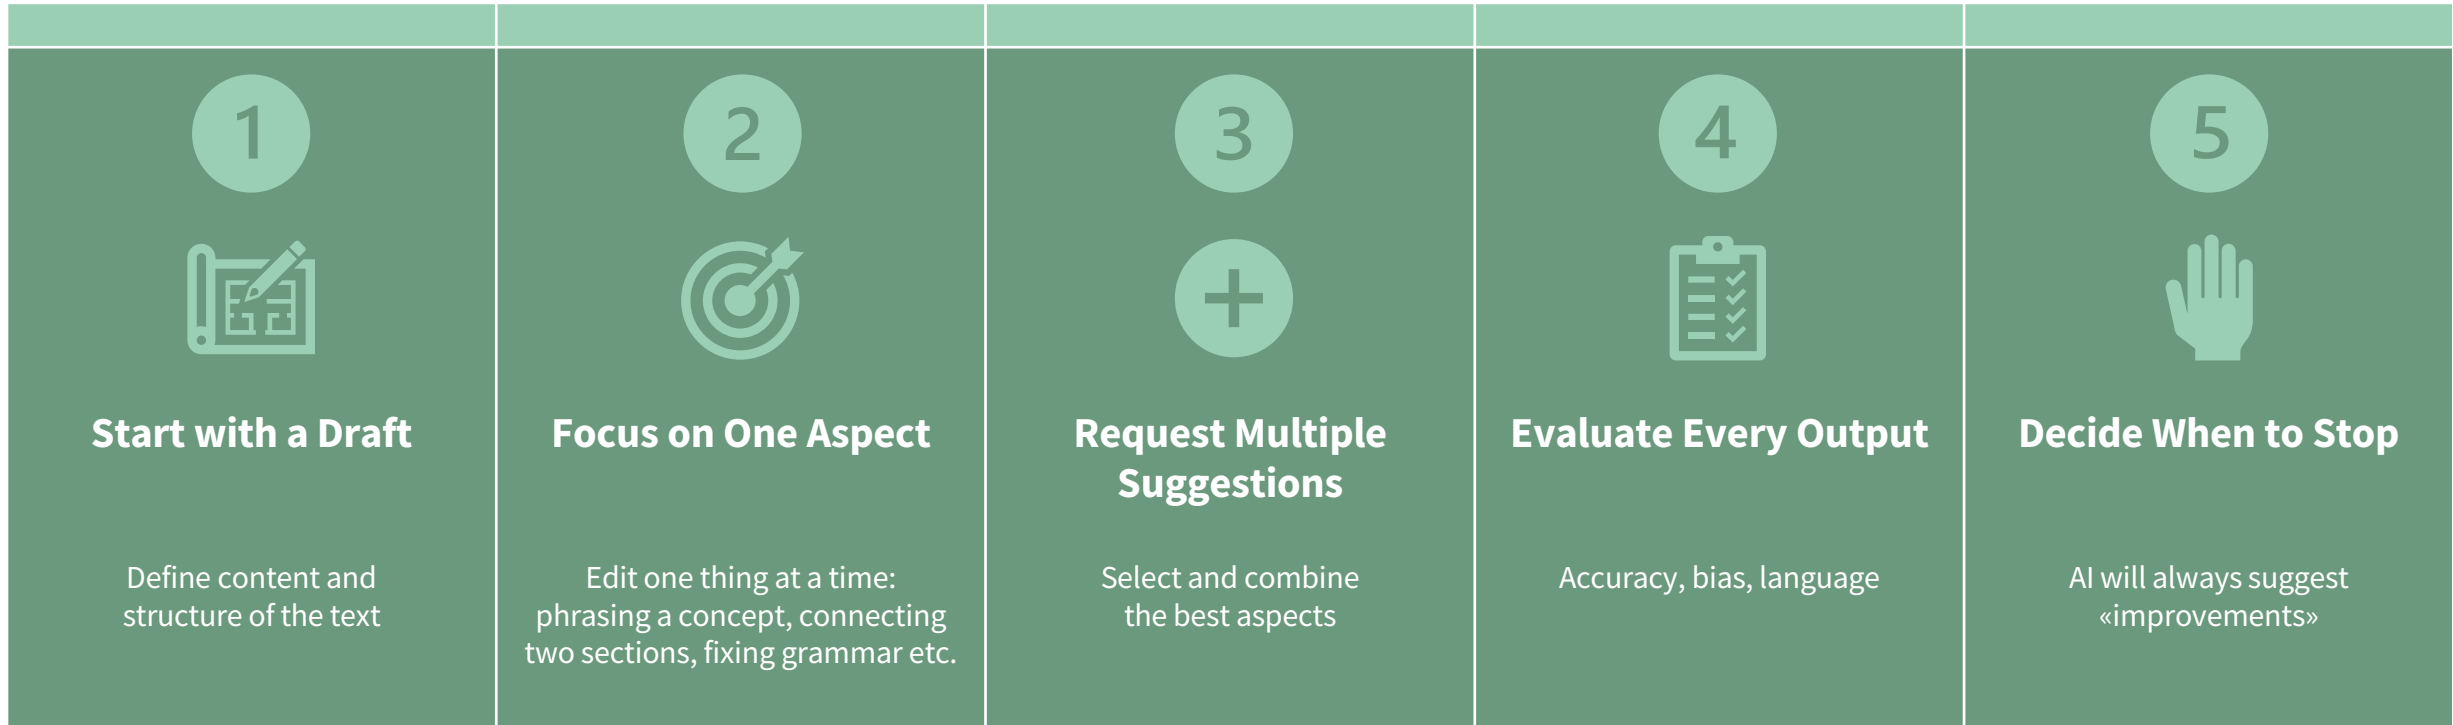 1
Start with a Draft
Define content and
structure of the text
2
Focus on One Aspect
Edit one thing at a time:
phrasing a concept, connecting
two sections, fixing grammar etc.
3
Request Multiple
Suggestions
Select and combine
the best aspects
4
Evaluate Every Output
Accuracy, bias, language
5
Decide When to Stop
AI will always suggest
«improvements»